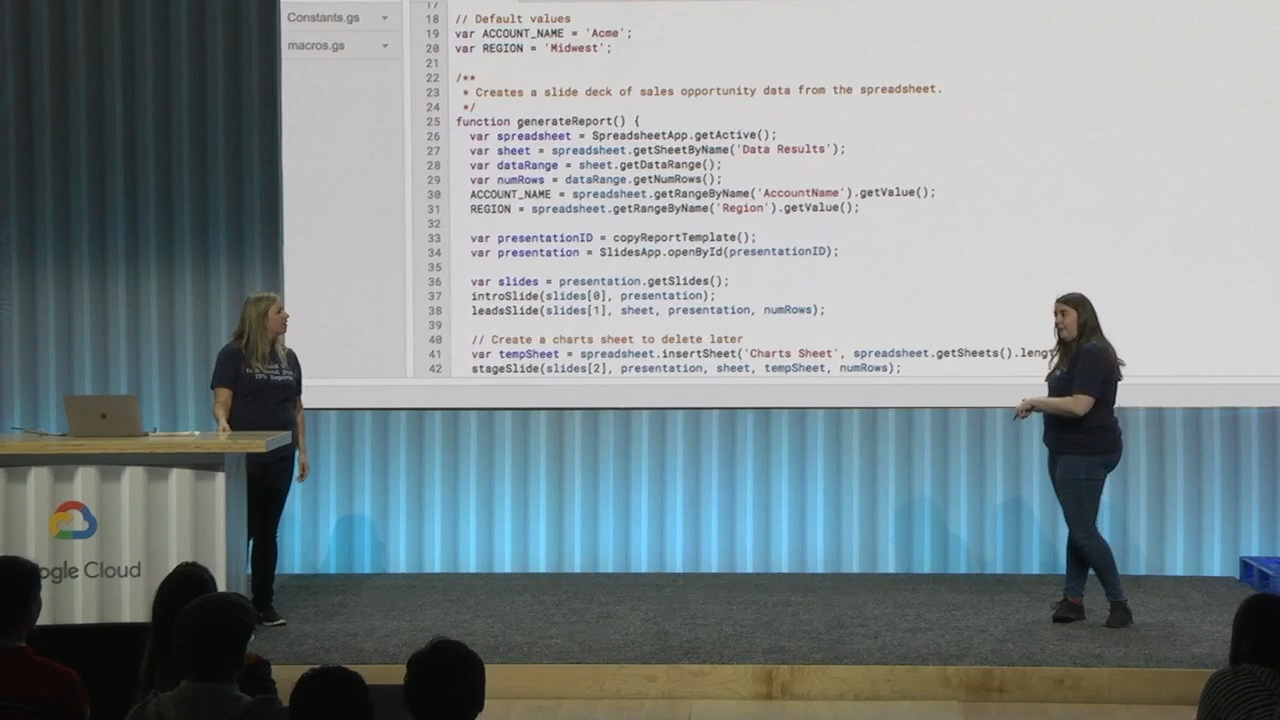 Constants.gs
macros.gs
17
18 // Default values
19 var ACCOUNT_NAME = 'Acme';
20 var REGION = 'Midwest';
21
22 /**
23 * Creates a slide deck of sales opportunity data from the spreadsheet.
24 */
25 function generateReport() {
26 var spreadsheet = SpreadsheetApp.getActive();
27 var sheet = spreadsheet.getSheetByName('Data Results');
28 var dataRange = sheet.getDataRange();
29 var numRows = dataRange.getNumRows();
30 ACCOUNT_NAME = spreadsheet.getRangeByName('AccountName').getValue();
31 REGION = spreadsheet.getRangeByName('Region').getValue();
32
33 var presentationID = copyReportTemplate();
34 var presentation = SlidesApp.openById(presentationID);
35
36 var slides = presentation.getSlides();
37 introSlide(slides[0], presentation);
38 leadsSlide(slides[1], sheet, presentation, numRows);
39
40 // Create a charts sheet to delete later
41 var tempSheet = spreadsheet.insertSheet('Charts Sheet', spreadsheet.getSheets().leng
42 stageSlide(slides[2], presentation, sheet, tempSheet, numRows);
ogle Cloud